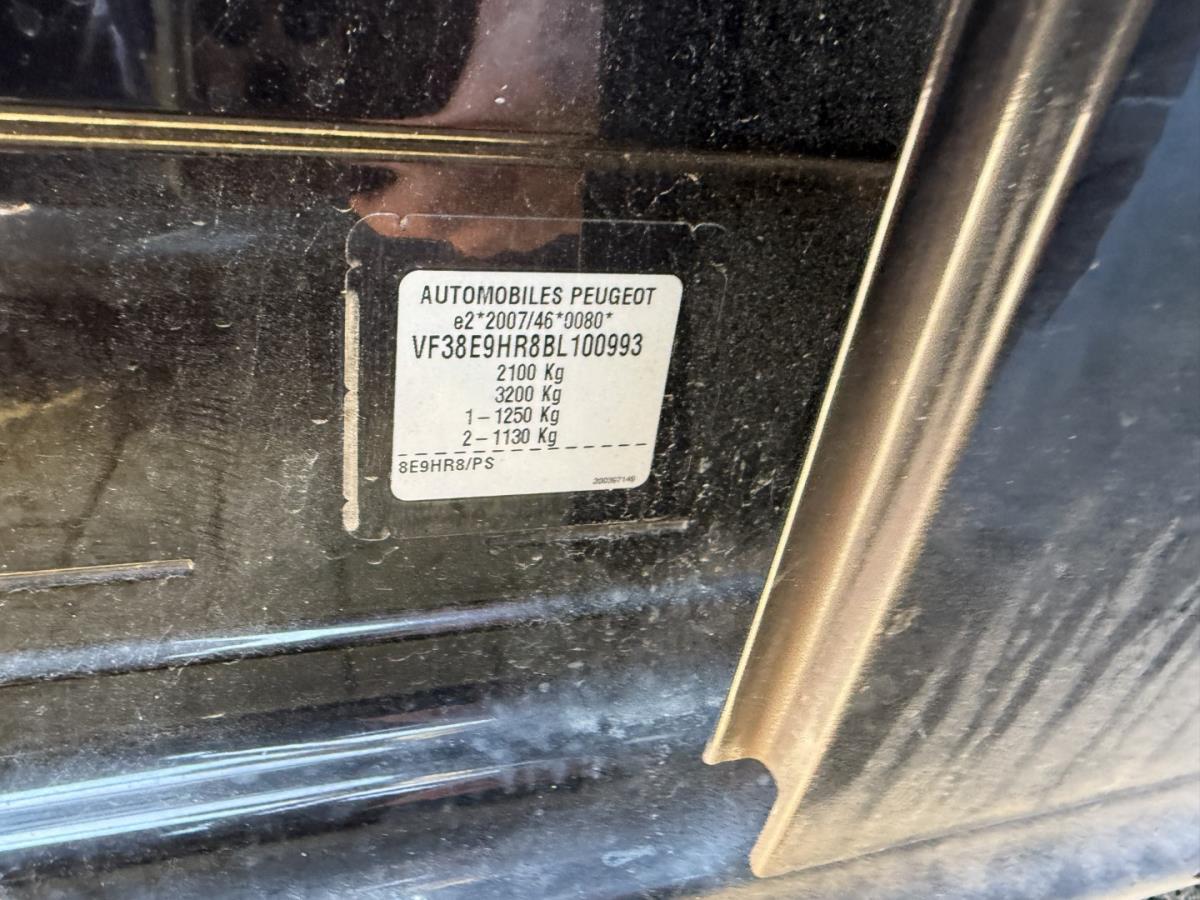 AUTOMOBILES PEUGEOT
e2*2007/46*0080*
VF38E9HR8BL100993
2100 Kg
3200 Kg
1-1250 Kg
2-1130 Kg
8E9HR8/PS